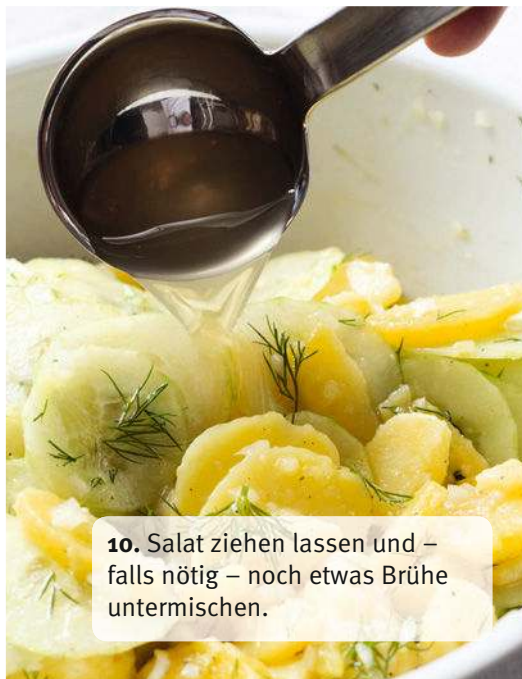 10. Salat ziehen lassen und –
falls nötig – noch etwas Brühe
untermischen.